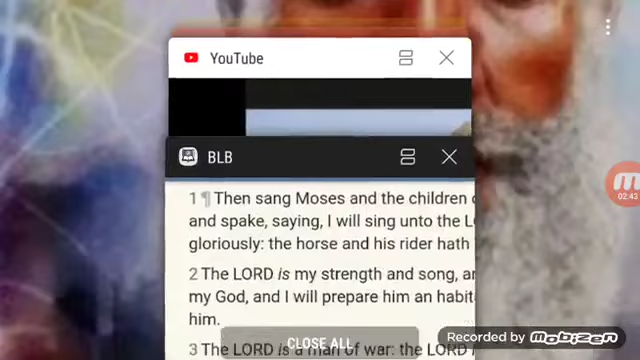 YouTube
BLB
1 ¶ Then sang Moses and the children
and spake, saying, I will sing unto the
gloriously: the horse and his rider hath
2 The LORD is my strength and song,
my God, and I will prepare him an
him.
CLOSE ALL
3 The LORD is a man of war: the LORD
02:43
Recorded by mobizen